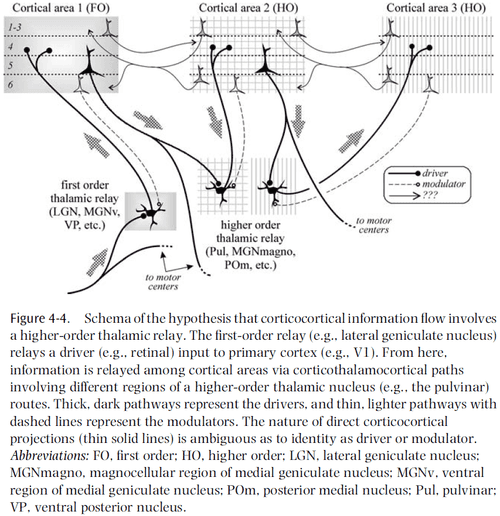 Cortical area 1 (FO)
Cortical area 2 (HO)
Cortical area 3 (HO)
1-3
4
5
6
first order
thalamic relay
(LGN, MGNv,
VP, etc.)
higher order
thalamic relay
(Pul, MGNmagno,
POm, etc.)
to motor
centers
to motor
centers
driver
modulator
???
Figure 4-4. Schema of the hypothesis that corticocortical information flow involves
a higher-order thalamic relay. The first-order relay (e.g., lateral geniculate nucleus)
relays a driver (e.g., retinal) input to primary cortex (e.g., V1). From here,
information is relayed among cortical areas via corticothalamocortical paths
involving different regions of a higher-order thalamic nucleus (e.g., the pulvinar)
routes. Thick, dark pathways represent the drivers, and thin, lighter pathways with
dashed lines represent the modulators. The nature of direct corticocortical
projections (thin solid lines) is ambiguous as to identity as driver or modulator.
Abbreviations: FO, first order; HO, higher order; LGN, lateral geniculate nucleus;
MGNmagno, magnocellular region of medial geniculate nucleus; MGNv, ventral
region of medial geniculate nucleus; POm, posterior medial nucleus; Pul, pulvinar;
VP, ventral posterior nucleus.